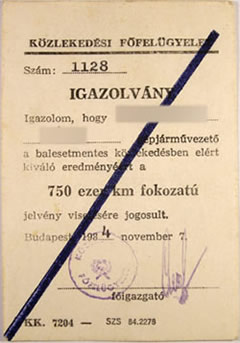 KÖZLEKEDÉSI FŐFELÜGYELET
Szám: 1128
IGAZOLVÁNY
Igazolom, hogy
gépjárművezető
a balesetmentes közlekedésben elért
kiváló eredményéért a
750 ezer km fokozatú
jelvény viselésére jogosult.
Budapest, 1984 november 7.
főigazgató
KK. 7204 — SZS 84.2278